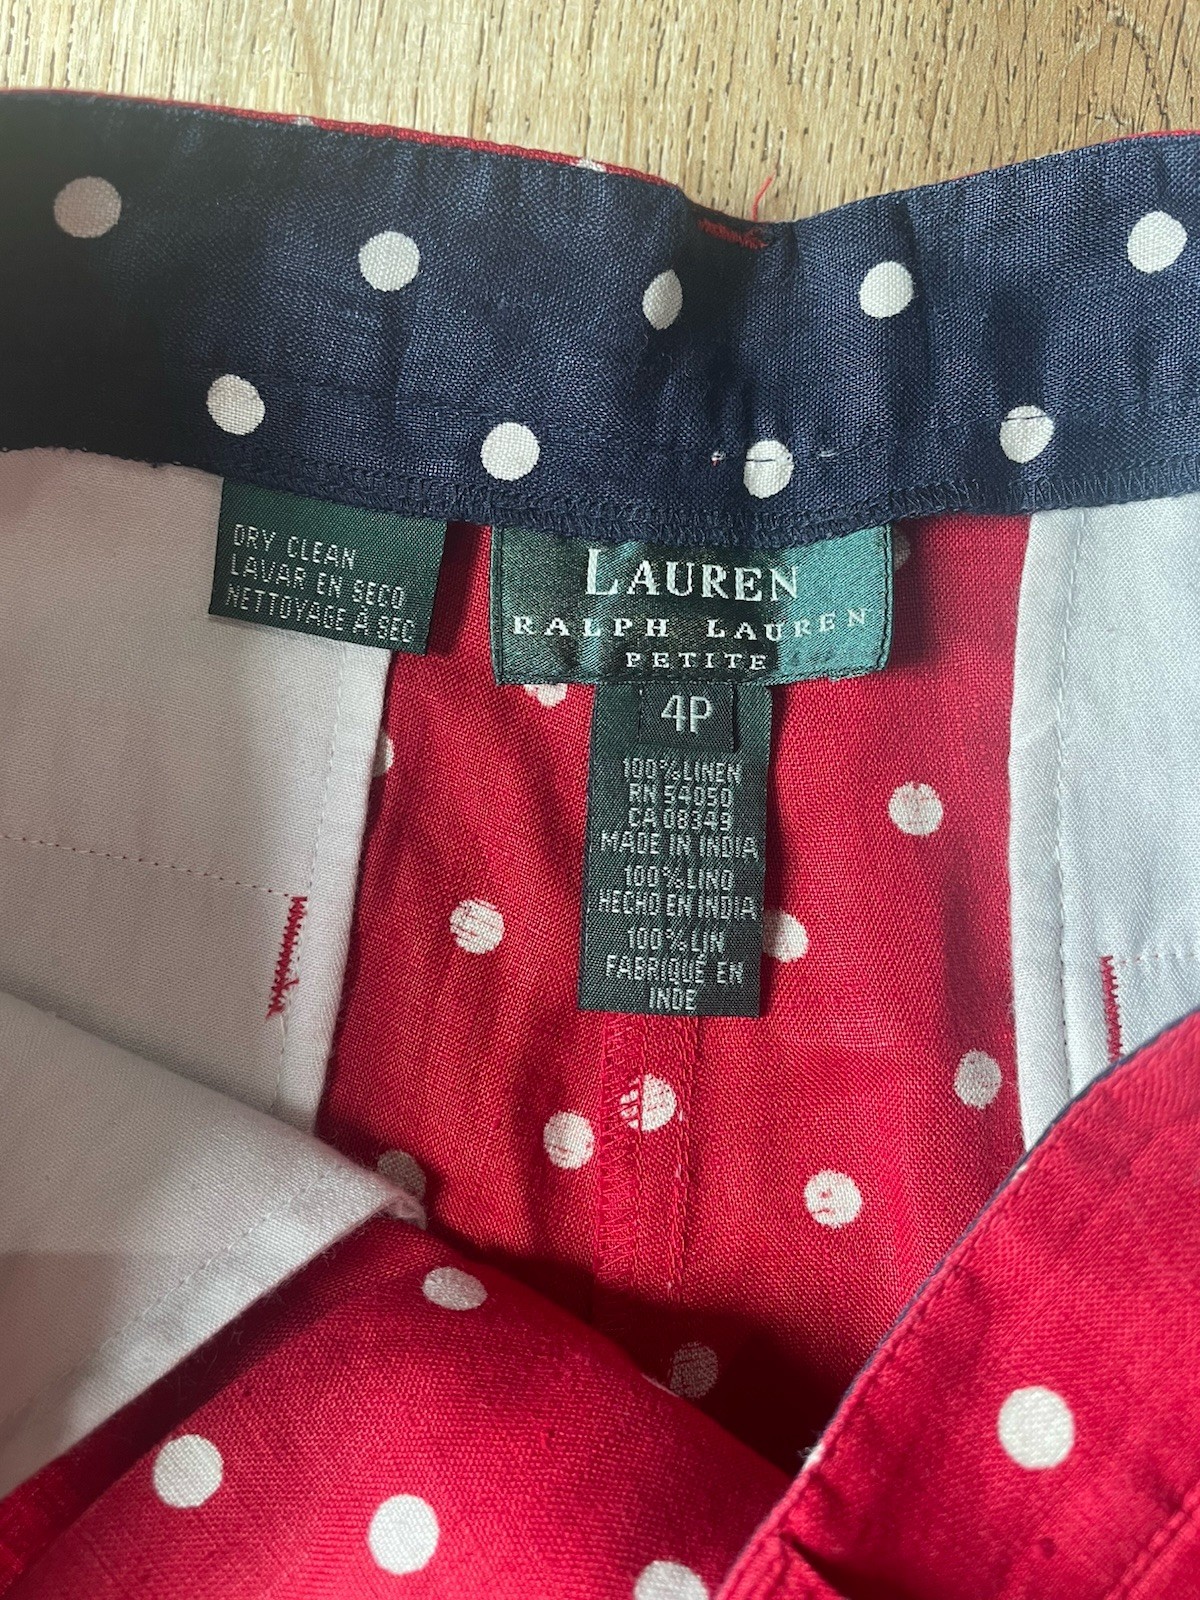 DRY CLEAN
LAVAR EN SECO
NETTOYAGE À SEC
LAUREN
RALPH LAUREN
PETITE
4P
100% LINEN
RN 54050
CA 08349
MADE IN INDIA
100% LINO
HECHO EN INDIA
100% LIN
FABRIQUÉ EN
INDE